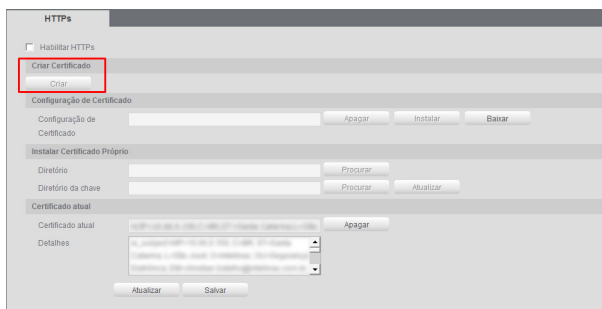 HTTPs
Habilitar HTTPs
Criar Certificado
Criar
Configuração de Certificado
Configuração de Certificado Apagar Instalar Baixar
Instalar Certificado Próprio
Diretório Procurar
Diretório da chave Procurar Atualizar
Certificado atual
Certificado atual Apagar
Detalhes
Atualizar Salvar